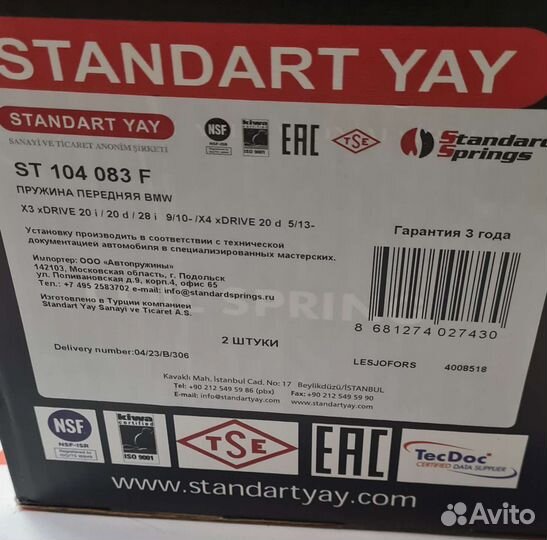 STANDART YAY
STANDART YAY
SANAYİ VE TİCARET ANONİM ŞİRKETİ
NSF
NSF-ISR
kiwa
ISO 9001
EAC
TSE
Standard
Springs
ST 104 083 F
ПРУЖИНА ПЕРЕДНЯЯ BMW
X3 xDRIVE 20 i / 20 d / 28 i 9/10- /X4 xDRIVE 20 d 5/13-
Гарантия 3 года
Установку производить в соответствии с технической
документацией автомобиля в специализированных мастерских.
Импортер: ООО «Автопружины»
142103, Московская область, г. Подольск
ул. Поливановская д.9, корп.4, офис 65
Тел.: +7 495 2583702 e-mail: info@standardsprings.ru
Изготовлено в Турции компанией
Standart Yay Sanayi ve Ticaret A.S.
SPRIN
8 681274 027430
2 ШТУКИ
Delivery number:04/23/B/306
LESJOFORS 4008518
Kavaklı Mah. İstanbul Cad. No: 17 Beylikdüzü/İSTANBUL
Tel: +90 212 549 59 86 (pbx) Fax:+90 212 549 59 90
E-mail: info@standartyay.com www.standartyay.com
NSF
NSF-ISR
Registered to
kiwa
certified
ISO 9001
TSE
EAC
TecDoc
CERTIFIED DATA SUPPLIER
www.standartyay.com
Avito